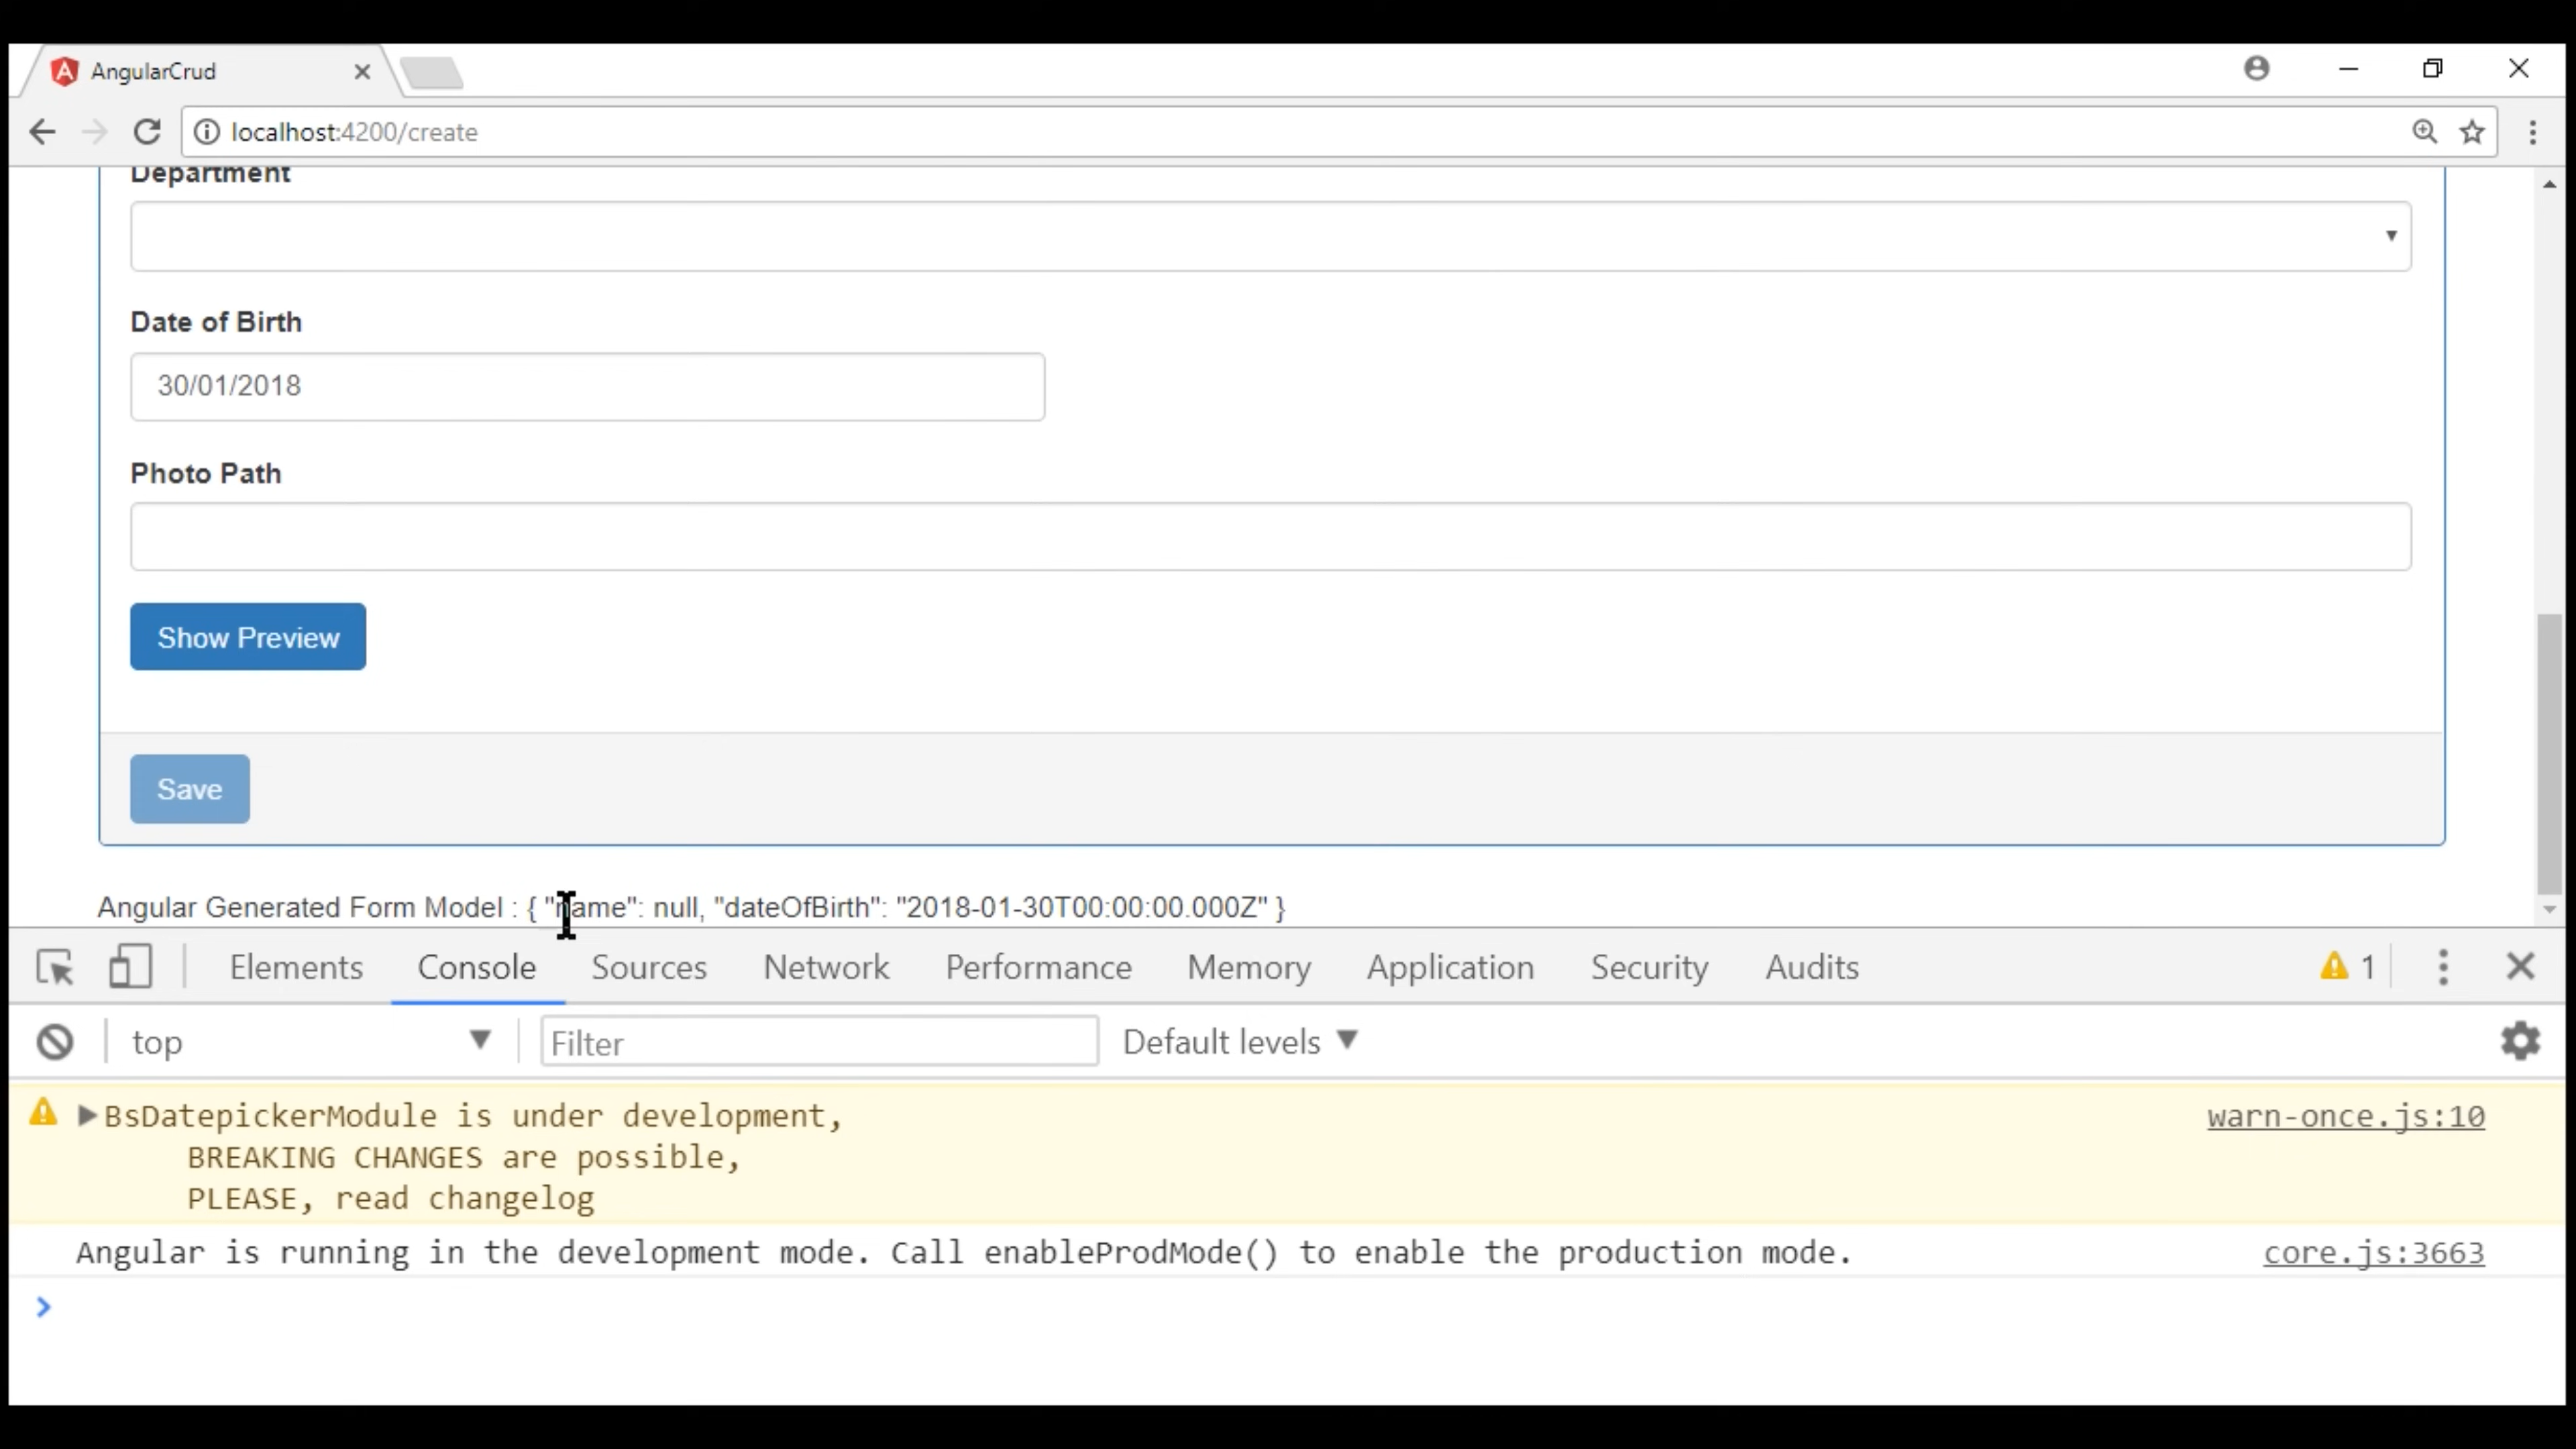 AngularCrud
localhost:4200/create
Department
Date of Birth
30/01/2018
Photo Path
Show Preview
Save
Angular Generated Form Model : { "name": null, "dateOfBirth": "2018-01-30T00:00:00.000Z" }
Elements Console Sources Network Performance Memory Application Security Audits 1
top Filter Default levels
BsDatepickerModule is under development, warn-once.js:10
BREAKING CHANGES are possible,
PLEASE, read changelog
Angular is running in the development mode. Call enableProdMode() to enable the production mode. core.js:3663